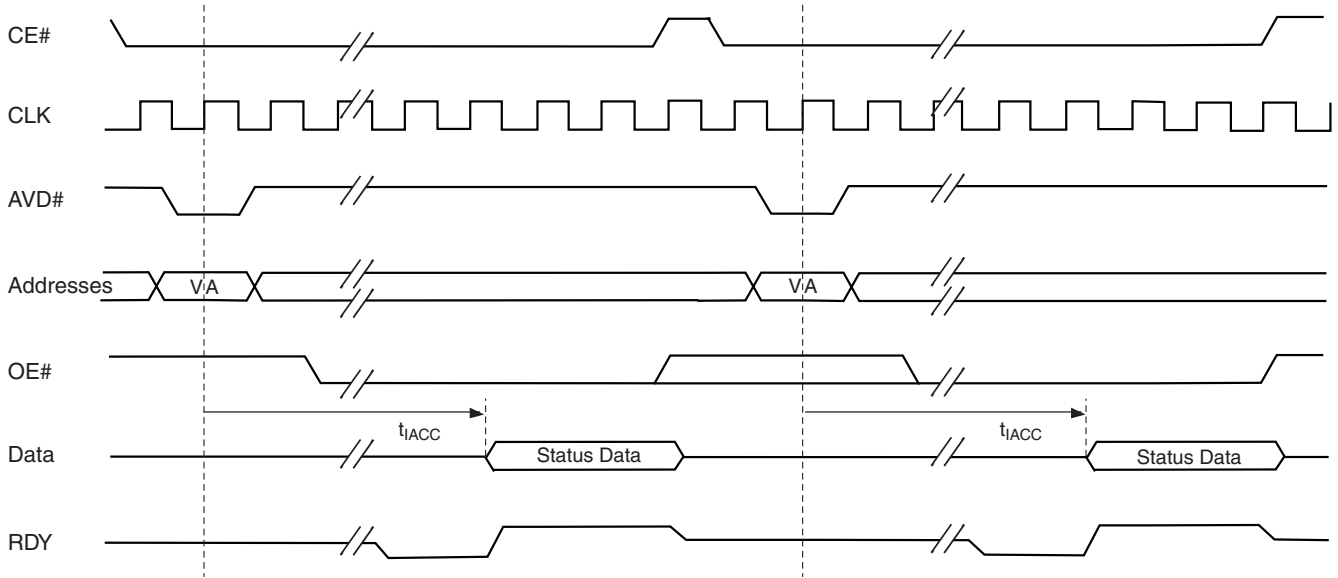 CE#
CLK
AVD#
Addresses
VA
VA
OE#
tIACC
tIACC
Data
Status Data
Status Data
RDY